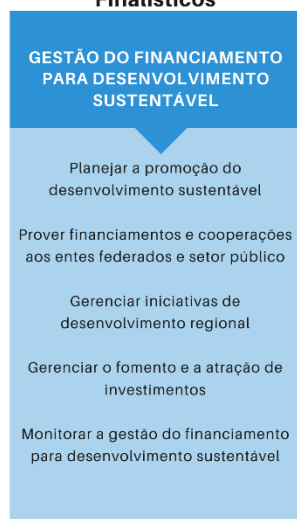 Finalísticos
GESTÃO DO FINANCIAMENTO
PARA DESENVOLVIMENTO
SUSTENTÁVEL
Planejar a promoção do
desenvolvimento sustentável
Prover financiamentos e cooperações
aos entes federados e setor público
Gerenciar iniciativas de
desenvolvimento regional
Gerenciar o fomento e a atração de
investimentos
Monitorar a gestão do financiamento
para desenvolvimento sustentável